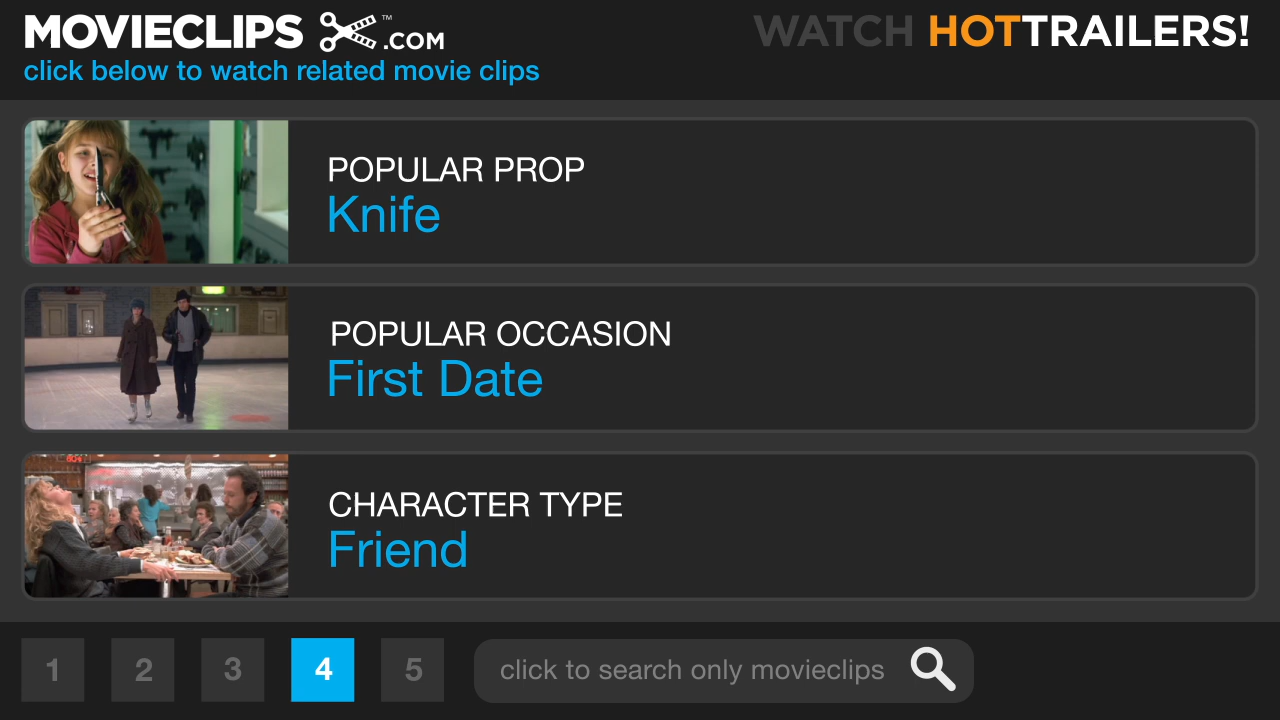 MOVIECLIPS ™ .COM
WATCH HOTTRAILERS!
click below to watch related movie clips
POPULAR PROP
Knife
POPULAR OCCASION
First Date
CHARACTER TYPE
Friend
1 2 3 4 5 click to search only movieclips